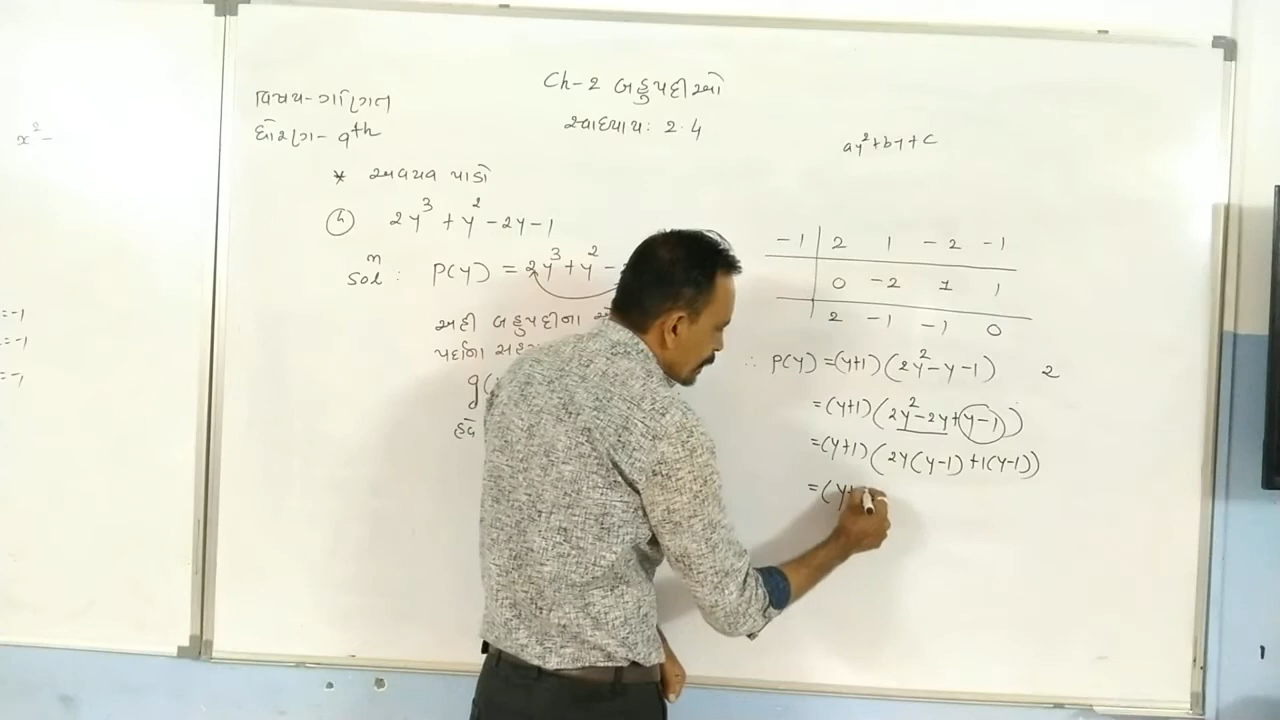 x² -
= -1
= -1
= -1
વિષય - ગણિત
ધોરણ - 9th
Ch-2 બહુપદીઓ
સ્વાધ્યાય: 2.4
* અવયવ પાડો
2y³ + y² - 2y - 1
Solⁿ : P(y) = 2y³ + y² -
અહી બહુપદીના
પદોના
હવે
ay² + by + c
-1 | 2 1 -2 -1
0 -2 1 1
2 -1 -1 0
∴ P(y) = (y+1)(2y² - y - 1) 2
= (y+1)(2y² - 2y + y - 1)
= (y+1)(2y(y-1) + 1(y-1))
= (y+